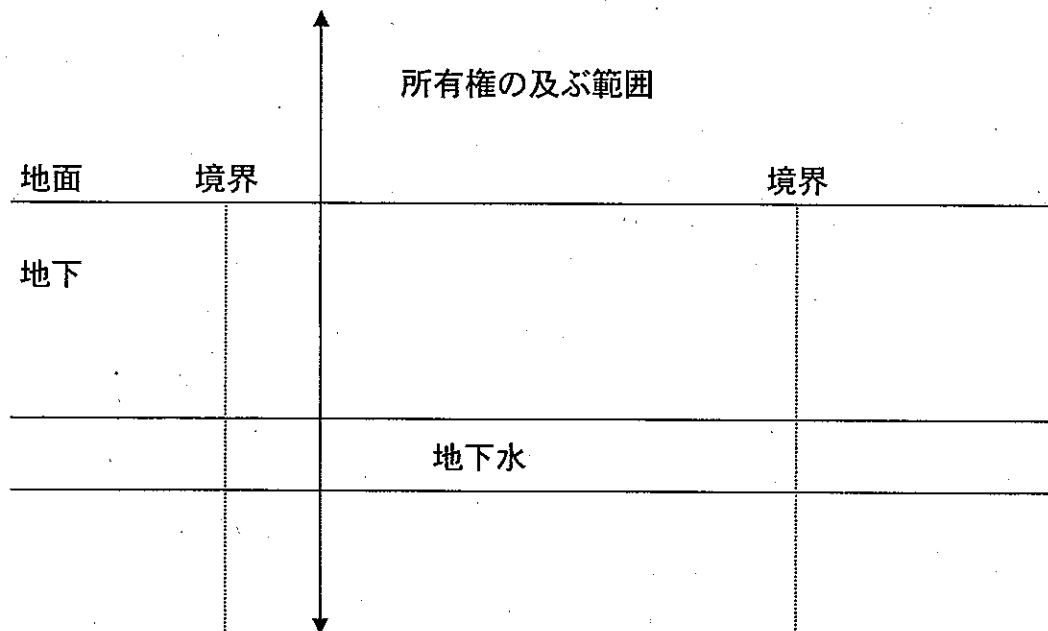 所有権の及ぶ範囲
地面
境界
境界
地下
地下水